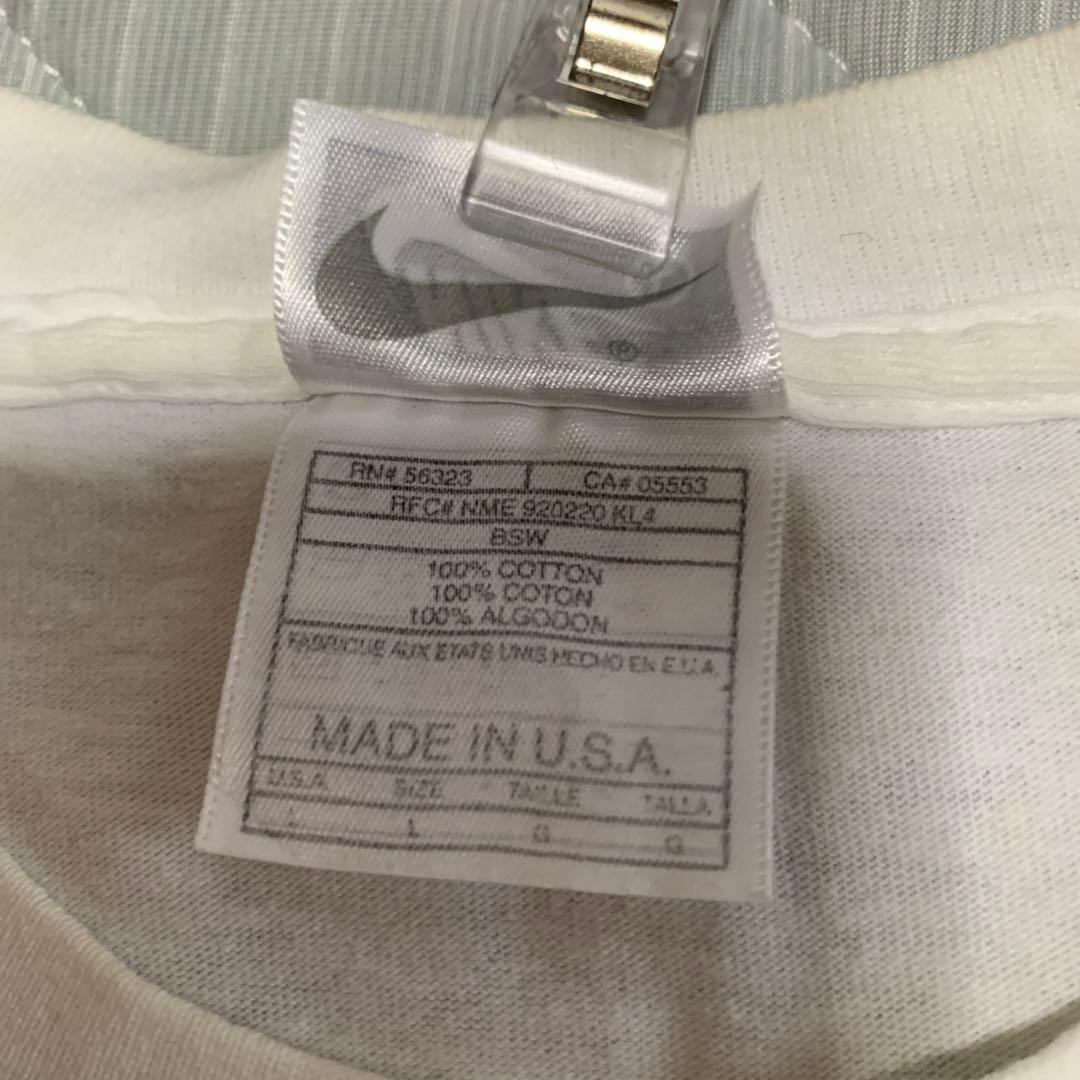 ®
RN# 56323 CA# 05553
RFC# NME 920220 KL4
BSW
100% COTTON
100% COTON
100% ALGODON
FABRIQUE AUX ETATS UNIS HECHO EN E.U.A.
MADE IN U.S.A.
U.S.A. SIZE TAILLE TALLA
L L G G